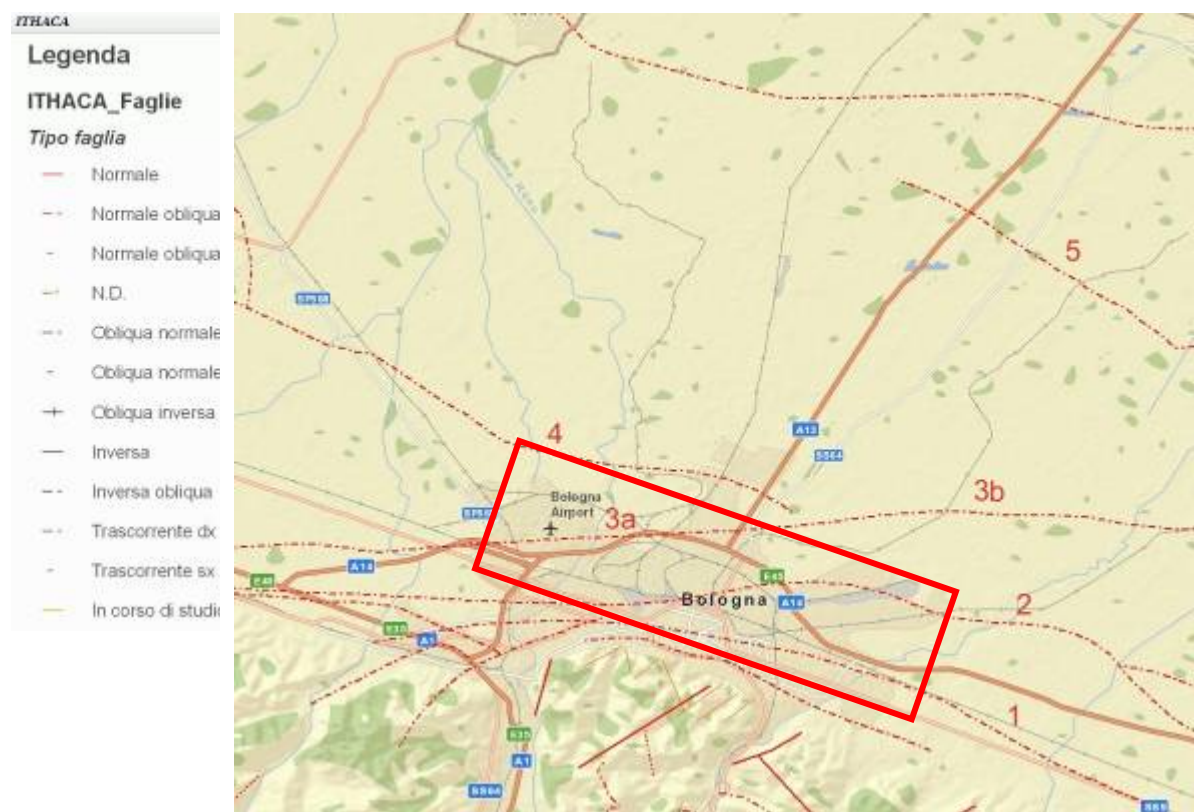 ITHACA
Legenda
ITHACA_Faglie
Tipo faglia
Normale
Normale obliqua
Normale obliqua
N.D.
Obliqua normale
Obliqua normale
Obliqua inversa
Inversa
Inversa obliqua
Trascorrente dx
Trascorrente sx
In corso di studio
5
SP568
4
A13
SS64
3b
Bologna
Airport
3a
SP568
A14
E45
E45
Bologna
A14
2
E35
A1
1
E35
A1
SS64
SS65